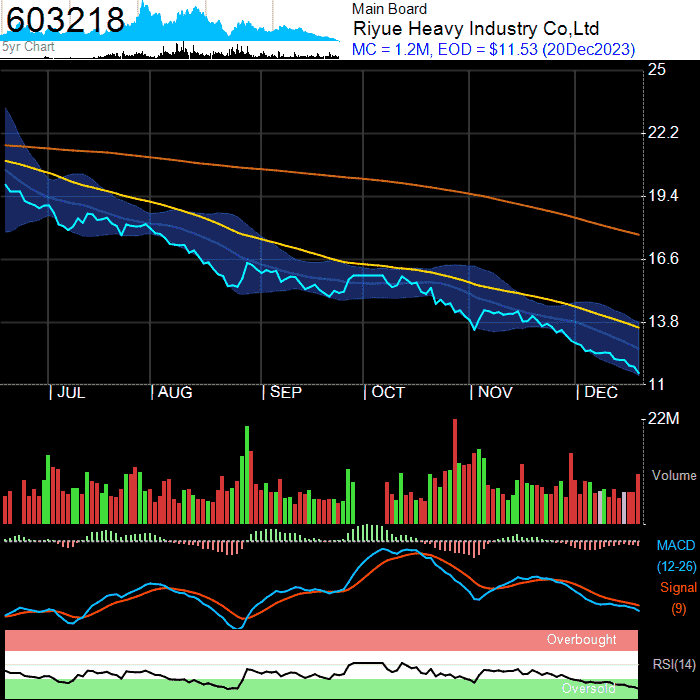 603218
5yr Chart
Main Board
Riyue Heavy Industry Co,Ltd
MC = 1.2M, EOD = $11.53 (20Dec2023)
25
22.2
19.4
16.6
13.8
11
| JUL | AUG | SEP | OCT | NOV | DEC
22M
Volume
MACD
(12-26)
Signal
(9)
Overbought
RSI(14)
Oversold